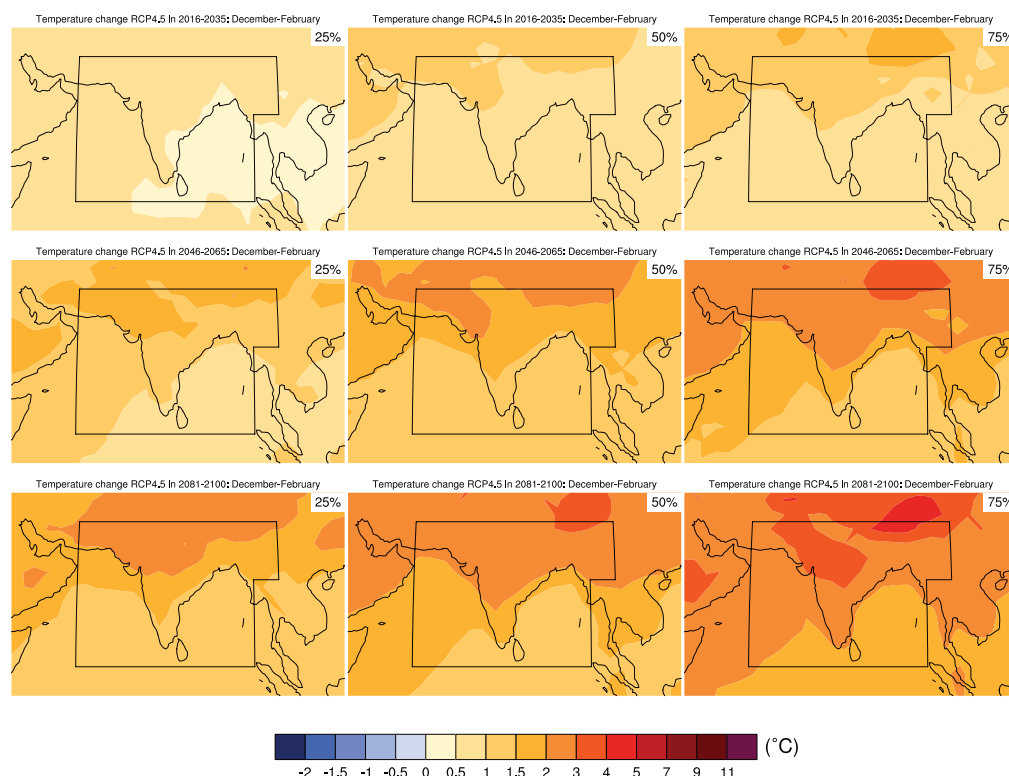 Temperature change RCP4.5 in 2016-2035: December-February
25%
Temperature change RCP4.5 in 2016-2035: December-February
50%
Temperature change RCP4.5 in 2016-2035: December-February
75%
Temperature change RCP4.5 in 2046-2065: December-February
25%
Temperature change RCP4.5 in 2046-2065: December-February
50%
Temperature change RCP4.5 in 2046-2065: December-February
75%
Temperature change RCP4.5 in 2081-2100: December-February
25%
Temperature change RCP4.5 in 2081-2100: December-February
50%
Temperature change RCP4.5 in 2081-2100: December-February
75%
(°C)
-2 -1.5 -1 -0.5 0 0.5 1 1.5 2 3 4 5 7 9 11